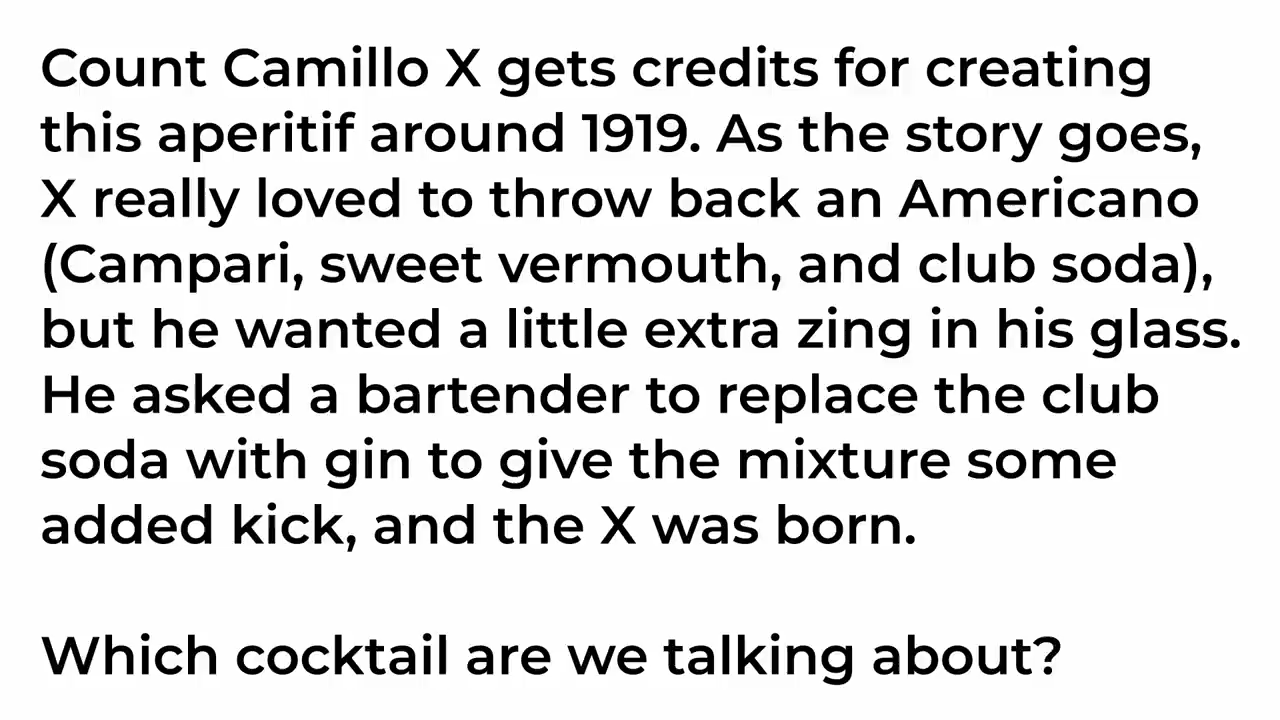 Count Camillo X gets credits for creating
this aperitif around 1919. As the story goes,
X really loved to throw back an Americano
(Campari, sweet vermouth, and club soda),
but he wanted a little extra zing in his glass.
He asked a bartender to replace the club
soda with gin to give the mixture some
added kick, and the X was born.
Which cocktail are we talking about?